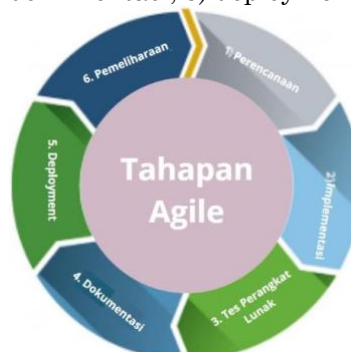 Tahapan
Agile
1) Perencanaan
2) Implementasi
3. Tes Perangkat
Lunak
4. Dokumentasi
5. Deployment
6. Pemeliharaan